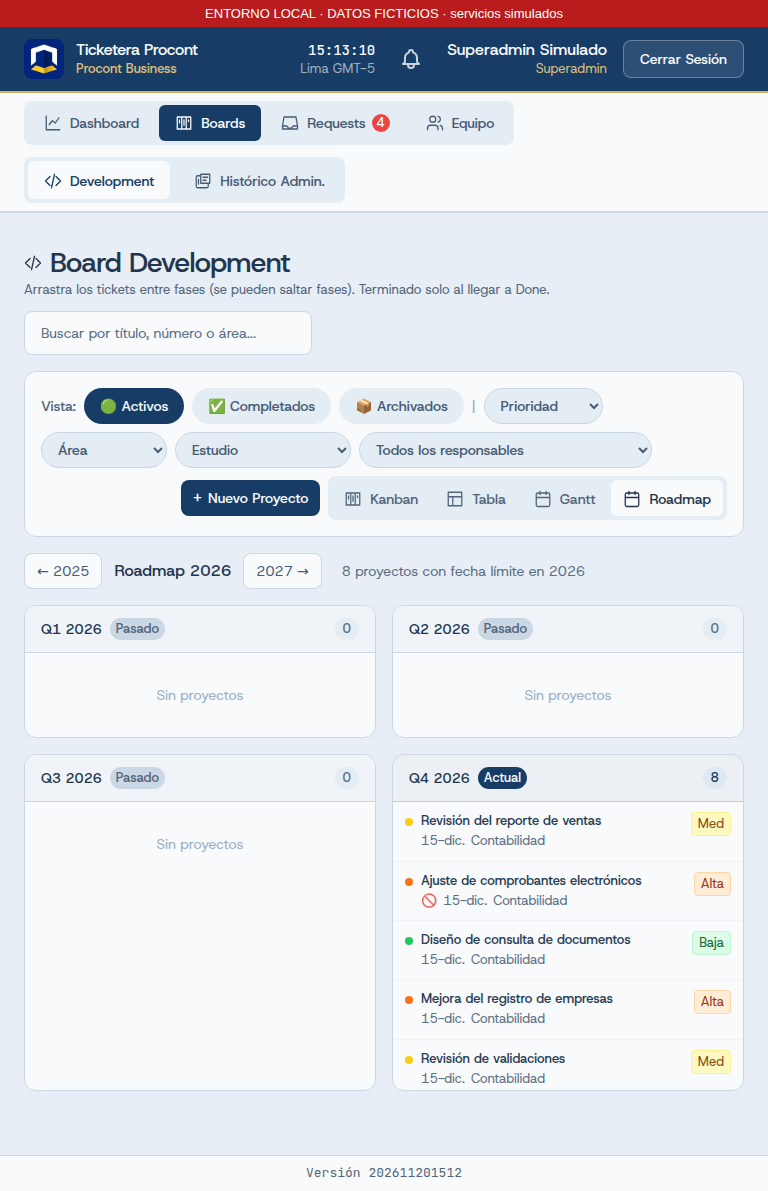 ENTORNO LOCAL · DATOS FICTICIOS · servicios simulados
Ticketera Procont
Procont Business
15:13:10
Lima GMT-5
Superadmin Simulado
Superadmin
Cerrar Sesión
Dashboard
Boards
Requests 4
Equipo
Development
Histórico Admin.
Board Development
Arrastra los tickets entre fases (se pueden saltar fases). Terminado solo al llegar a Done.
Buscar por título, número o área...
Vista:
Activos
Completados
Archivados
|
Prioridad
Área
Estudio
Todos los responsables
+ Nuevo Proyecto
Kanban
Tabla
Gantt
Roadmap
← 2025
Roadmap 2026
2027 →
8 proyectos con fecha límite en 2026
Q1 2026 Pasado 0
Sin proyectos
Q2 2026 Pasado 0
Sin proyectos
Q3 2026 Pasado 0
Sin proyectos
Q4 2026 Actual 8
Revisión del reporte de ventas Med
15-dic. Contabilidad
Ajuste de comprobantes electrónicos Alta
15-dic. Contabilidad
Diseño de consulta de documentos Baja
15-dic. Contabilidad
Mejora del registro de empresas Alta
15-dic. Contabilidad
Revisión de validaciones Med
15-dic. Contabilidad
Versión 202611201512